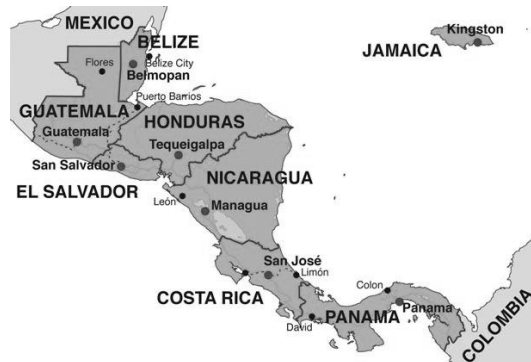 MEXICO
Kingston
JAMAICA
BELIZE
Flores
Belize City
Belmopan
Puerto Barrios
GUATEMALA
HONDURAS
Guatemala
Tequeigalpa
San Salvador
NICARAGUA
EL SALVADOR
León
Managua
San José
Limón
COSTA RICA
Colon
Panama
PANAMA
David
COLOMBIA